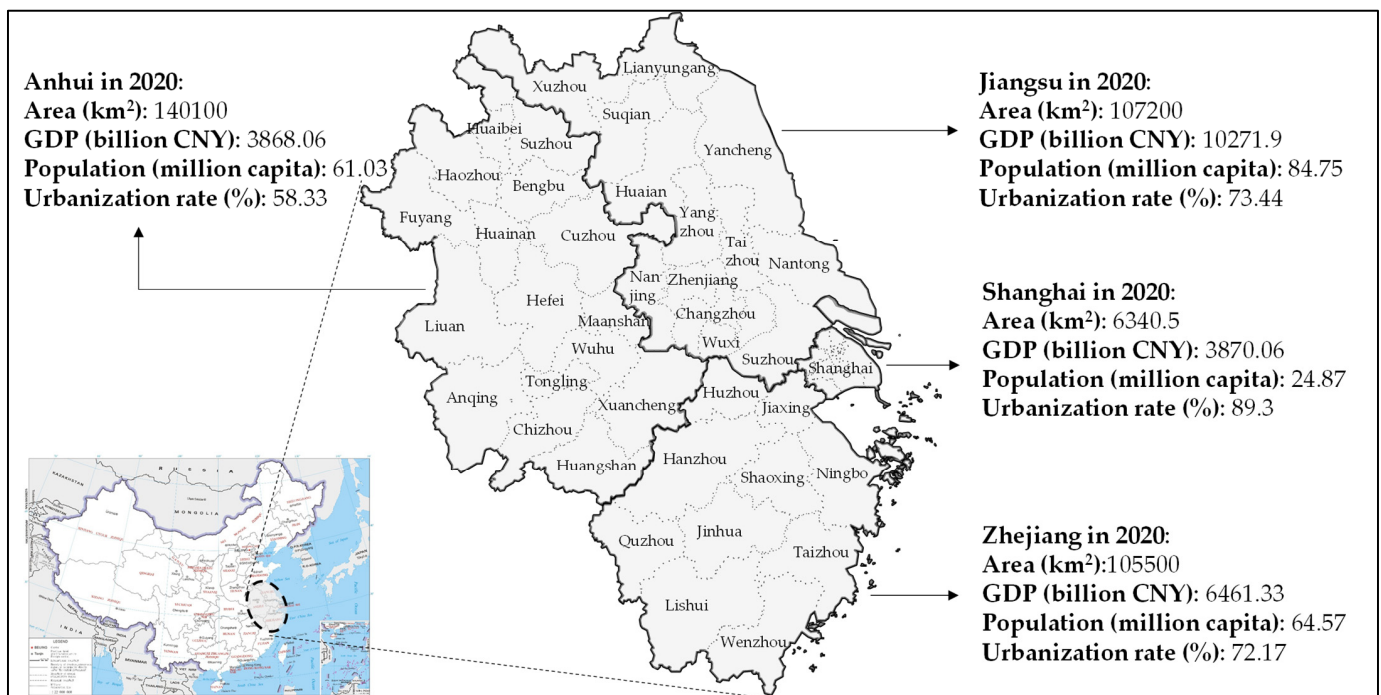 Anhui in 2020:
Area (km²): 140100
GDP (billion CNY): 3868.06
Population (million capita): 61.03
Urbanization rate (%): 58.33
Jiangsu in 2020:
Area (km²): 107200
GDP (billion CNY): 10271.9
Population (million capita): 84.75
Urbanization rate (%): 73.44
Shanghai in 2020:
Area (km²): 6340.5
GDP (billion CNY): 3870.06
Population (million capita): 24.87
Urbanization rate (%): 89.3
Zhejiang in 2020:
Area (km²):105500
GDP (billion CNY): 6461.33
Population (million capita): 64.57
Urbanization rate (%): 72.17
Lianyungang
Xuzhou
Suqian
Huaibei
Suzhou
Yancheng
Haozhou
Bengbu
Huaian
Fuyang
Yang
zhou
Huainan
Cuzhou
Tai
zhou
Nantong
Nan
jing
Zhenjiang
Hefei
Changzhou
Maanshan
Liuan
Wuxi
Wuhu
Suzhou
Shanghai
Tongling
Huzhou
Anqing
Xuancheng
Jiaxing
Chizhou
Hanzhou
Huangshan
Shaoxing
Ningbo
Jinhua
Quzhou
Taizhou
Lishui
Wenzhou
RUSSIA
KAZAKHSTAN
MONGOLIA
INDIA
LEGEND